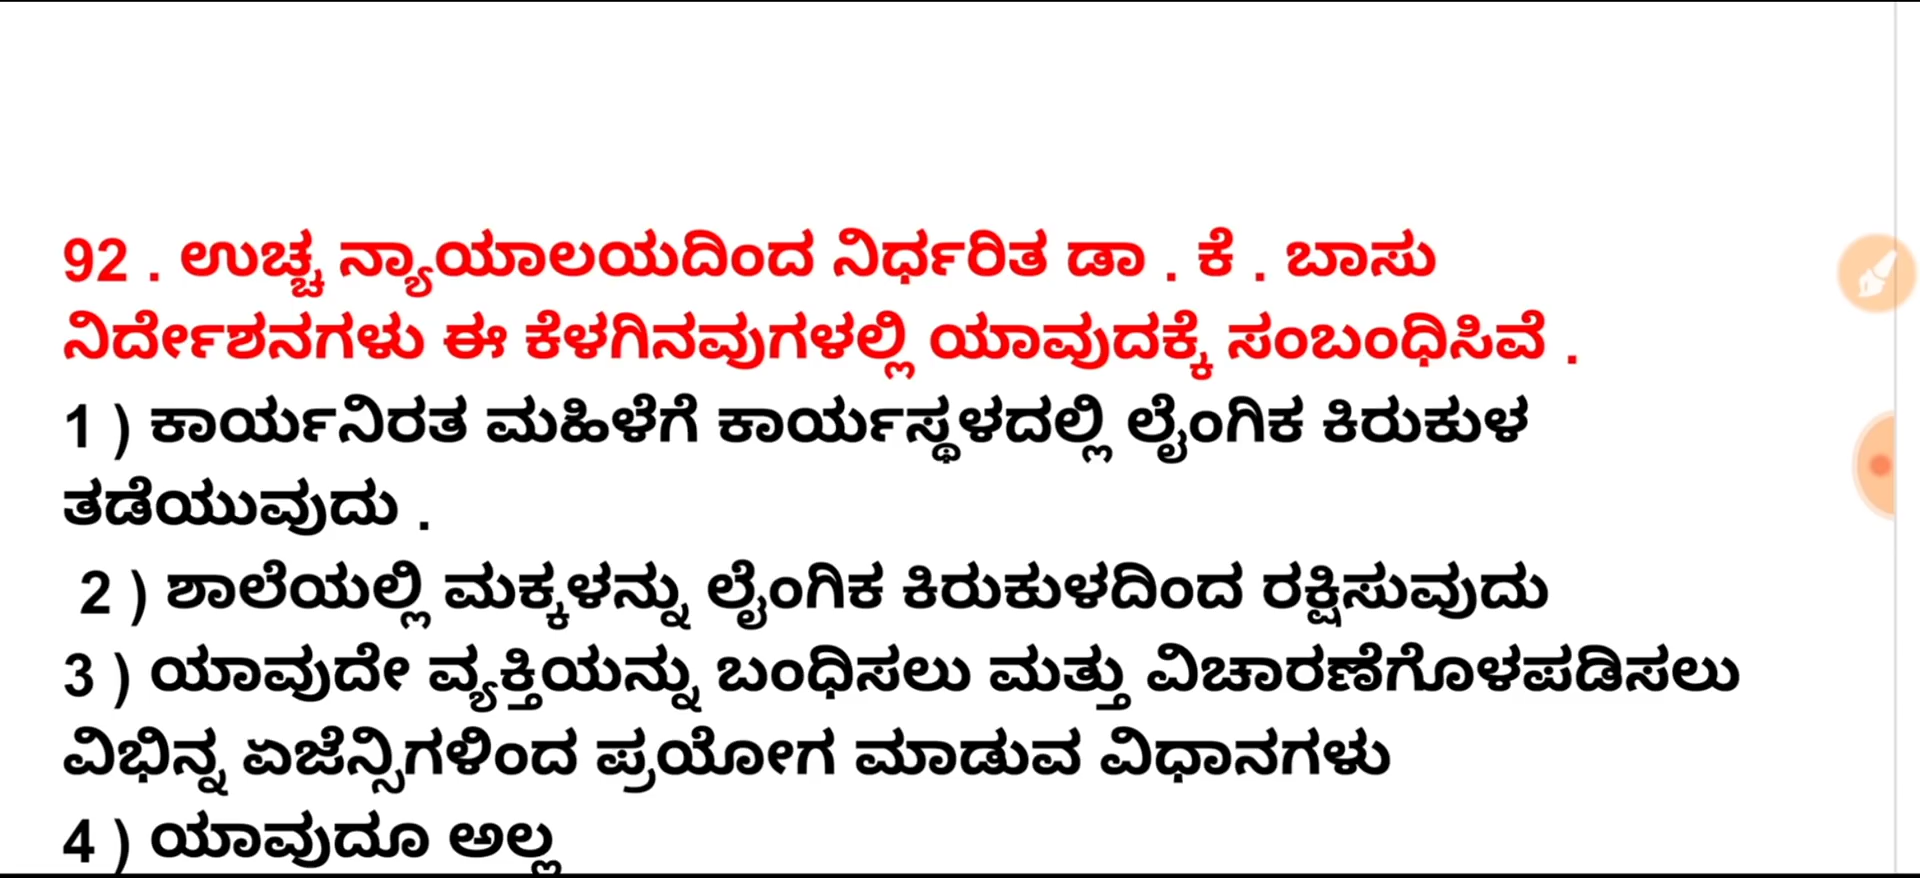 92 . ಉಚ್ಚ ನ್ಯಾಯಾಲಯದಿಂದ ನಿರ್ಧರಿತ ಡಾ . ಕೆ . ಬಾಸು
ನಿರ್ದೇಶನಗಳು ಈ ಕೆಳಗಿನವುಗಳಲ್ಲಿ ಯಾವುದಕ್ಕೆ ಸಂಬಂಧಿಸಿವೆ .
1 ) ಕಾರ್ಯನಿರತ ಮಹಿಳೆಗೆ ಕಾರ್ಯಸ್ಥಳದಲ್ಲಿ ಲೈಂಗಿಕ ಕಿರುಕುಳ
ತಡೆಯುವುದು .
2 ) ಶಾಲೆಯಲ್ಲಿ ಮಕ್ಕಳನ್ನು ಲೈಂಗಿಕ ಕಿರುಕುಳದಿಂದ ರಕ್ಷಿಸುವುದು
3 ) ಯಾವುದೇ ವ್ಯಕ್ತಿಯನ್ನು ಬಂಧಿಸಲು ಮತ್ತು ವಿಚಾರಣೆಗೊಳಪಡಿಸಲು
ವಿಭಿನ್ನ ಏಜೆನ್ಸಿಗಳಿಂದ ಪ್ರಯೋಗ ಮಾಡುವ ವಿಧಾನಗಳು
4 ) ಯಾವುದೂ ಅಲ್ಲ